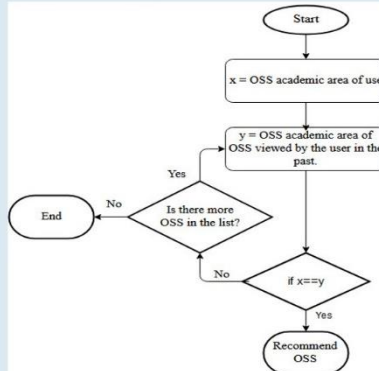 Start
x = OSS academic area of use
y = OSS academic area of
OSS viewed by the user in the
past.
Yes
Is there more
OSS in the list?
No
End
No
if x==y
Yes
Recommend
OSS